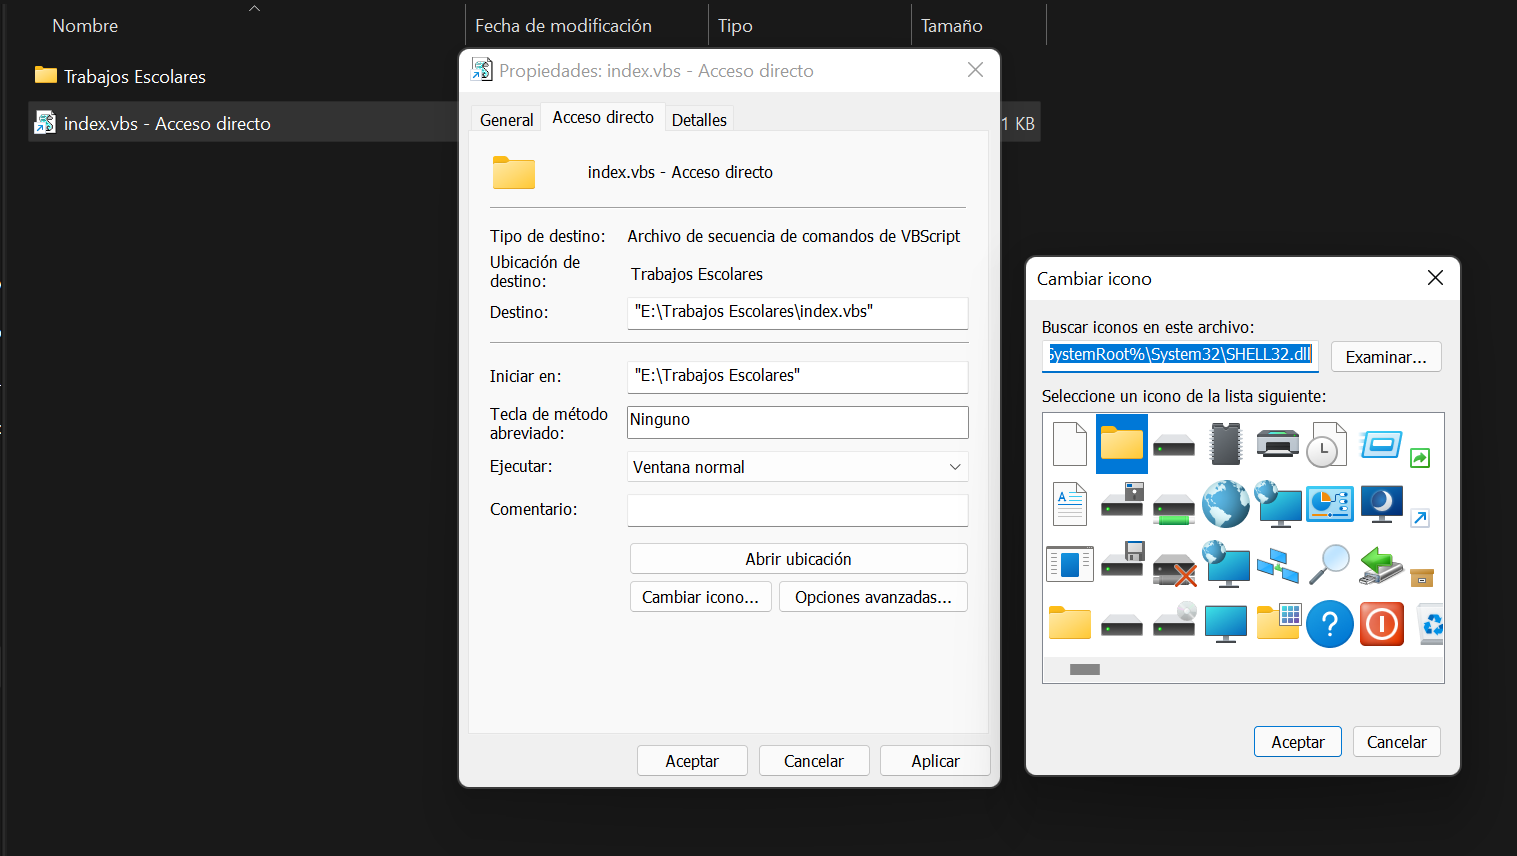 Nombre
Fecha de modificación
Tipo
Tamaño
Trabajos Escolares
index.vbs - Acceso directo
1 KB
Propiedades: index.vbs - Acceso directo
General
Acceso directo
Detalles
index.vbs - Acceso directo
Tipo de destino:
Archivo de secuencia de comandos de VBScript
Ubicación de
destino:
Trabajos Escolares
Destino:
"E:\Trabajos Escolares\index.vbs"
Iniciar en:
"E:\Trabajos Escolares"
Tecla de método
abreviado:
Ninguno
Ejecutar:
Ventana normal
Comentario:
Abrir ubicación
Cambiar icono...
Opciones avanzadas...
Aceptar
Cancelar
Aplicar
Cambiar icono
Buscar iconos en este archivo:
SystemRoot%\System32\SHELL32.dll
Examinar...
Seleccione un icono de la lista siguiente:
Aceptar
Cancelar